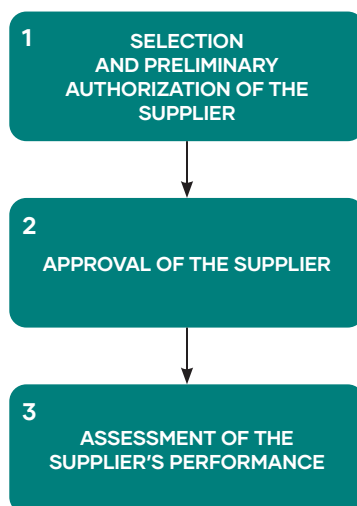 1
SELECTION
AND PRELIMINARY
AUTHORIZATION OF THE
SUPPLIER
2
APPROVAL OF THE SUPPLIER
3
ASSESSMENT OF THE
SUPPLIER’S PERFORMANCE